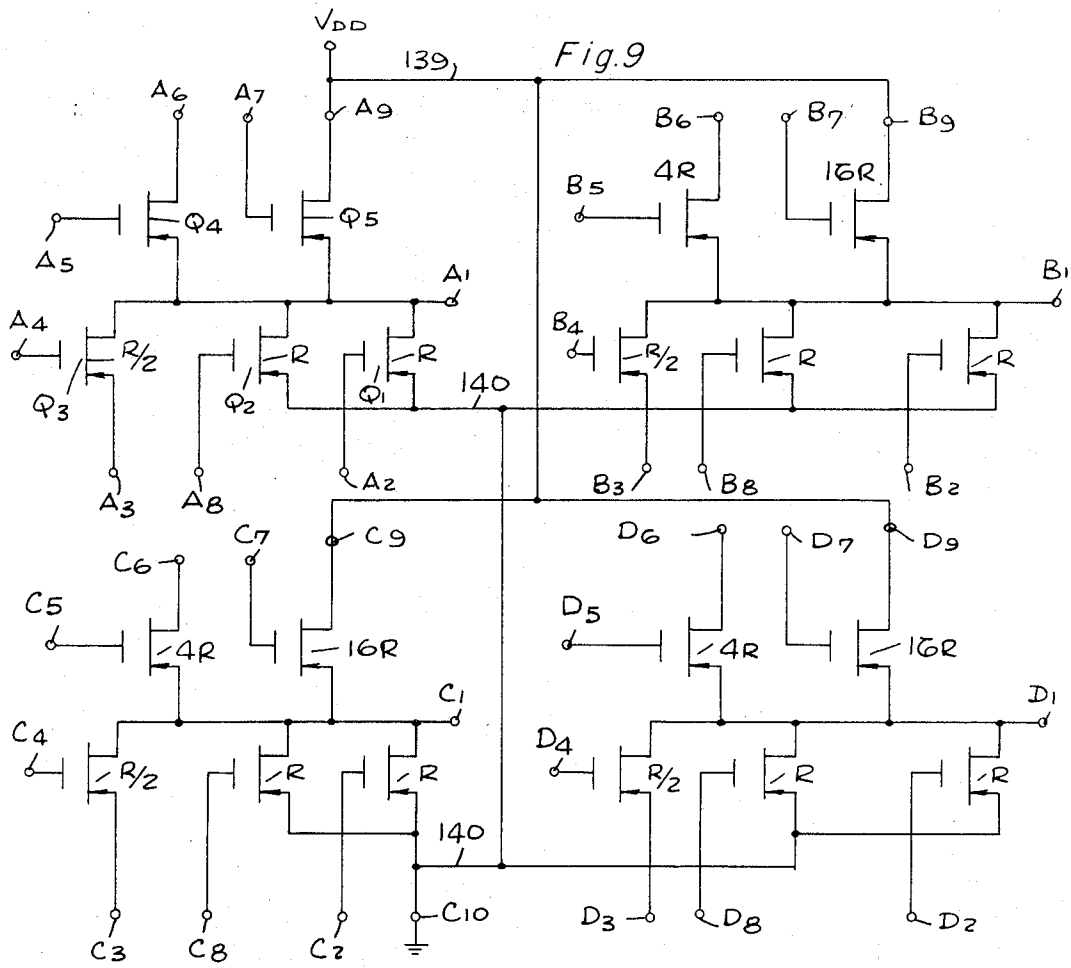 VDD
139
Fig.9
A6
A7
A9
B6
B7
B9
4R
16R
B5
Q4
Q5
A5
A1
B1
A4
R/2
R
R
B4
R/2
R
R
Q3
Q2
Q1
140
A3
A8
A2
B3
B8
B2
C6
C7
C9
D6
D7
D9
C5
4R
16R
D5
4R
16R
C1
D1
C4
R/2
R
R
D4
R/2
R
R
140
C3
C8
C2
C10
D3
D8
D2